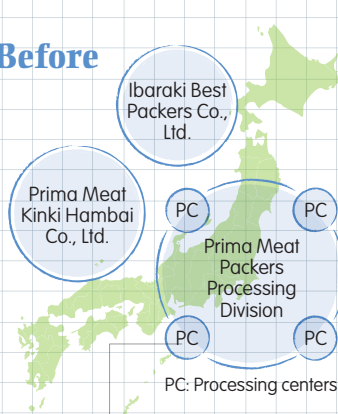 Before
Ibaraki Best
Packers Co.,
Ltd.
Prima Meat
Kinki Hambai
Co., Ltd.
PC
PC
Prima Meat
Packers
Processing
Division
PC
PC
PC: Processing centers